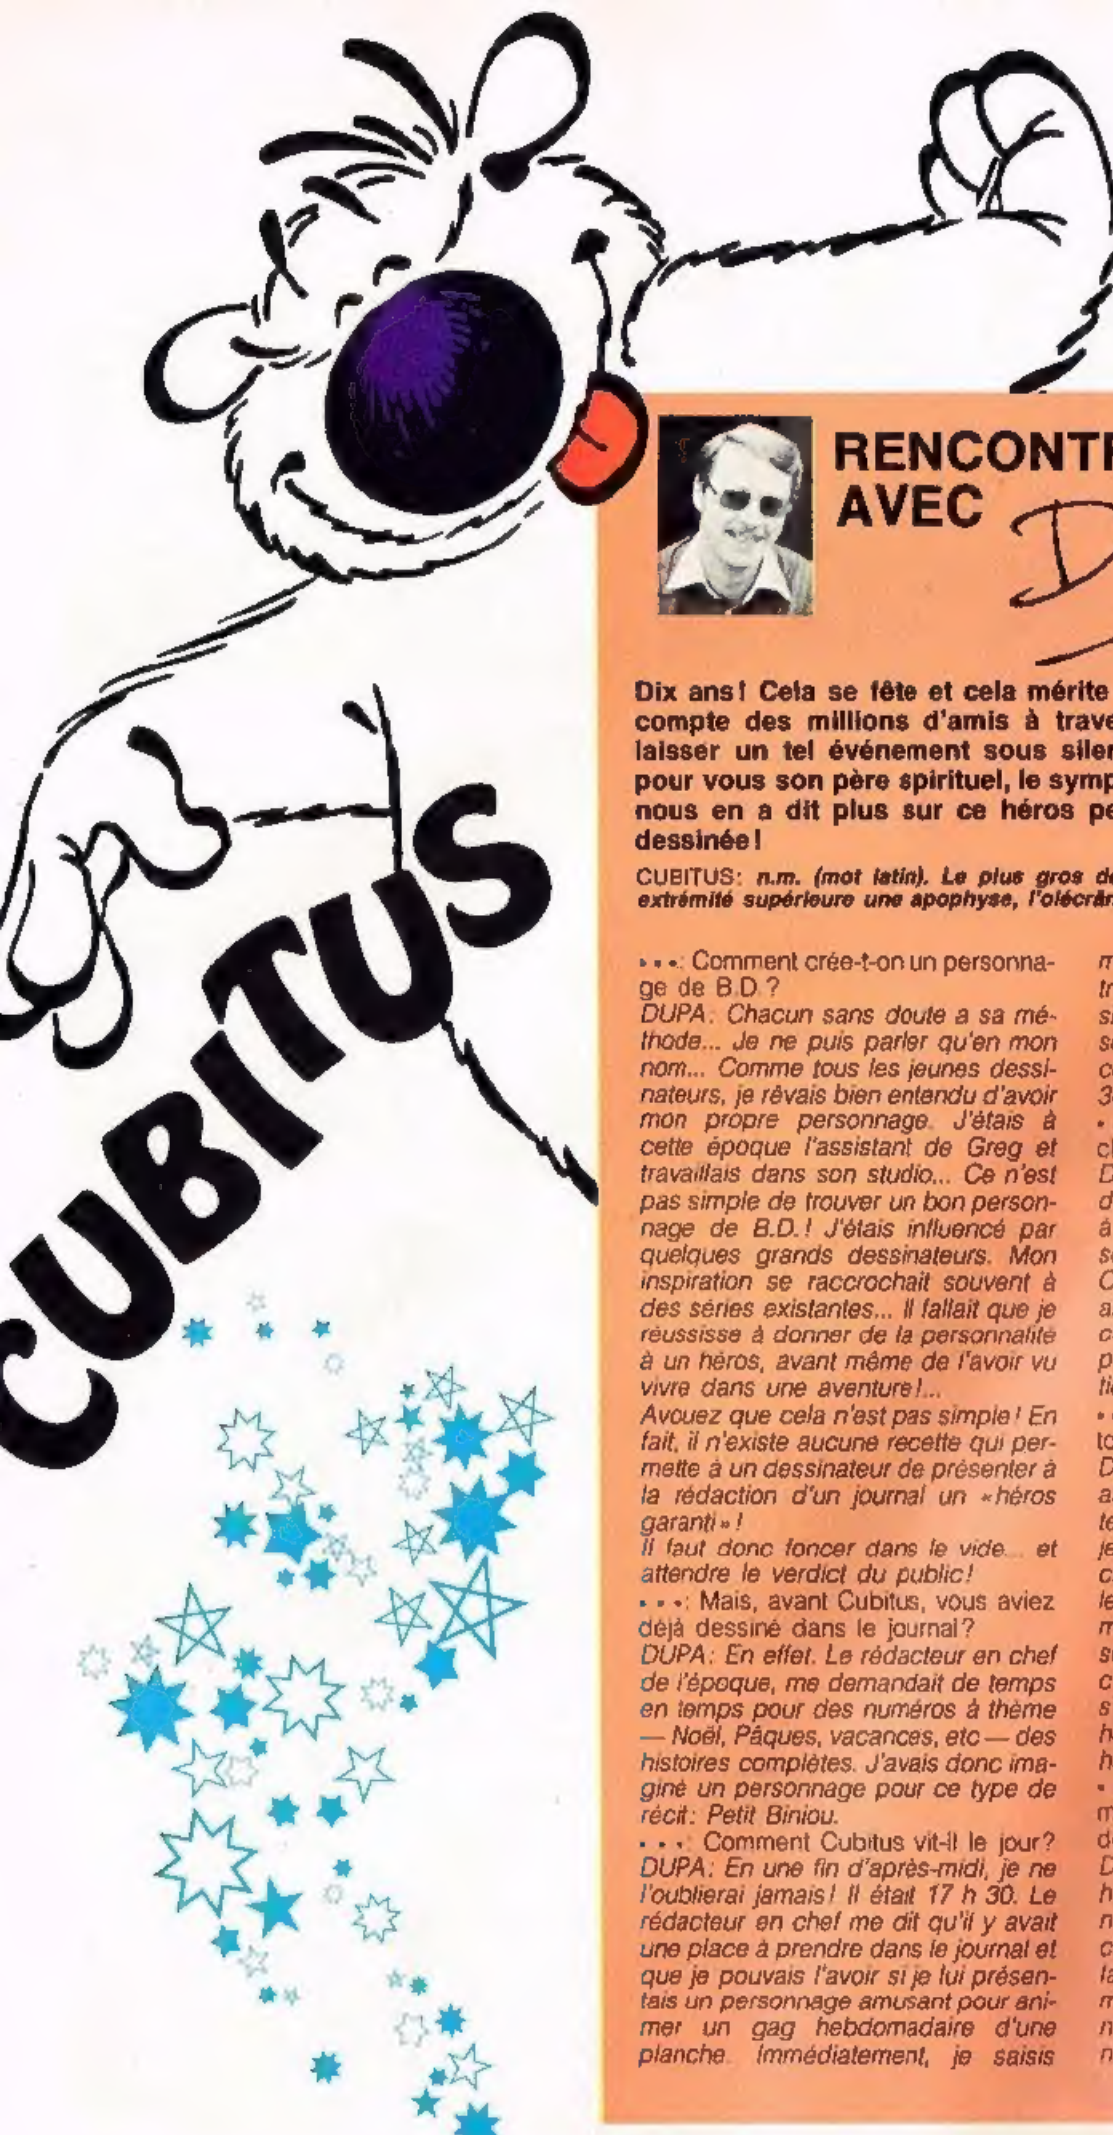 CUBITUS
RENCONTR
AVEC
D
Dix ans! Cela se fête et cela mérite
compte des millions d'amis à trave
laisser un tel événement sous silen
pour vous son père spirituel, le symp
nous en a dit plus sur ce héros pe
dessinée!
CUBITUS: n.m. (mot latin). Le plus gros de
extrémité supérieure une apophyse, l'olécrân
• • •: Comment crée-t-on un personna-
ge de B.D.?
DUPA: Chacun sans doute a sa mé-
thode... Je ne puis parler qu'en mon
nom... Comme tous les jeunes dessi-
nateurs, je rêvais bien entendu d'avoir
mon propre personnage. J'étais à
cette époque l'assistant de Greg et
travaillais dans son studio... Ce n'est
pas simple de trouver un bon person-
nage de B.D.! J'étais influencé par
quelques grands dessinateurs. Mon
inspiration se raccrochait souvent à
des séries existantes... Il fallait que je
réussisse à donner de la personnalité
à un héros, avant même de l'avoir vu
vivre dans une aventure!...
Avouez que cela n'est pas simple! En
fait, il n'existe aucune recette qui per-
mette à un dessinateur de présenter à
la rédaction d'un journal un «héros
garanti»!
Il faut donc foncer dans le vide... et
attendre le verdict du public!
• • •: Mais, avant Cubitus, vous aviez
déjà dessiné dans le journal?
DUPA: En effet. Le rédacteur en chef
de l'époque, me demandait de temps
en temps pour des numéros à thème
— Noël, Pâques, vacances, etc — des
histoires complètes. J'avais donc ima-
giné un personnage pour ce type de
récit: Petit Biniou.
• • •: Comment Cubitus vit-il le jour?
DUPA: En une fin d'après-midi, je ne
l'oublierai jamais! Il était 17 h 30. Le
rédacteur en chef me dit qu'il y avait
une place à prendre dans le journal et
que je pouvais l'avoir si je lui présen-
tais un personnage amusant pour ani-
mer un gag hebdomadaire d'une
planche. Immédiatement, je saisis